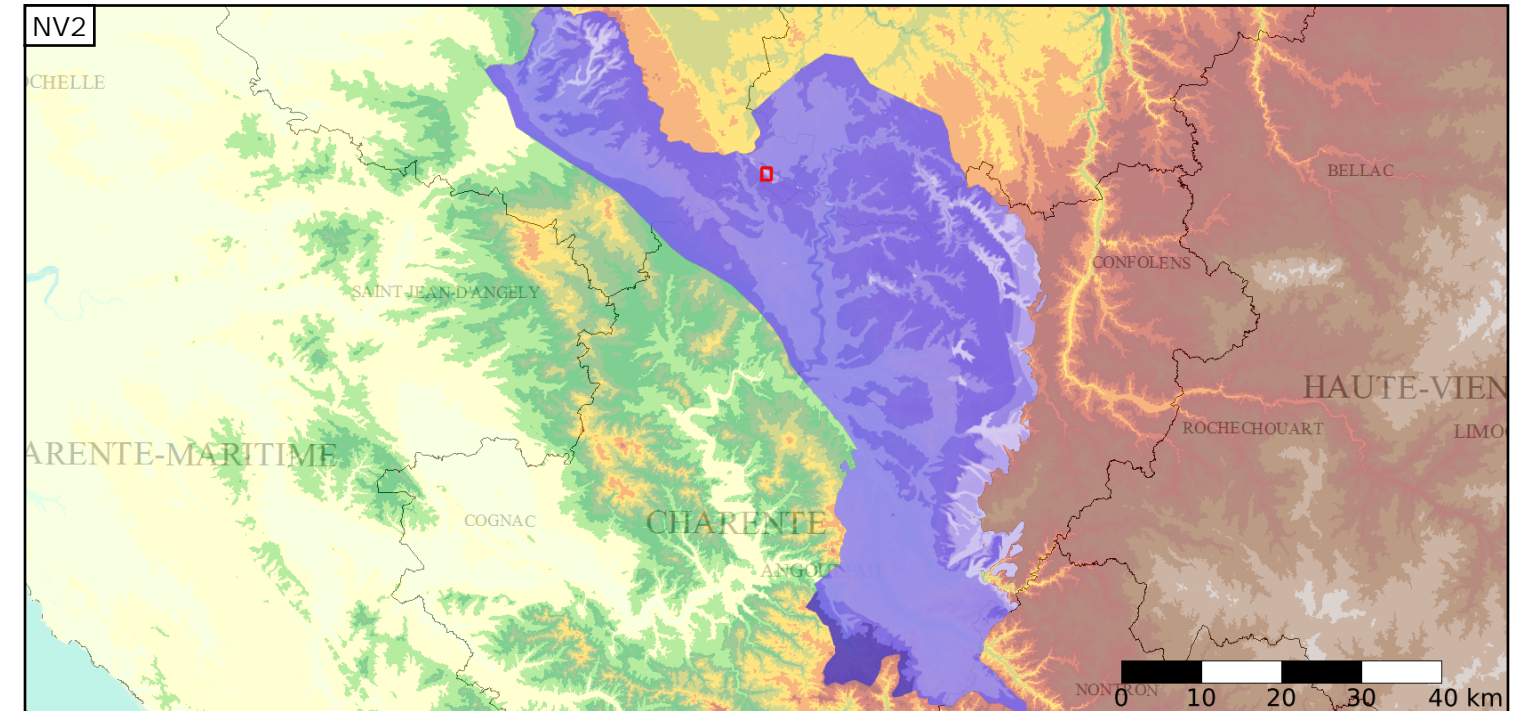 NV2
OCHELLE
BELLAC
CONFOLENS
SAINT JEAN-D'ANGELY
HAUTE-VIEN
ROCHECHOUART
LIMO
ARENTE-MARITIME
COGNAC
CHARENTE
ANGOULEME
NONTRON
0 10 20 30 40 km